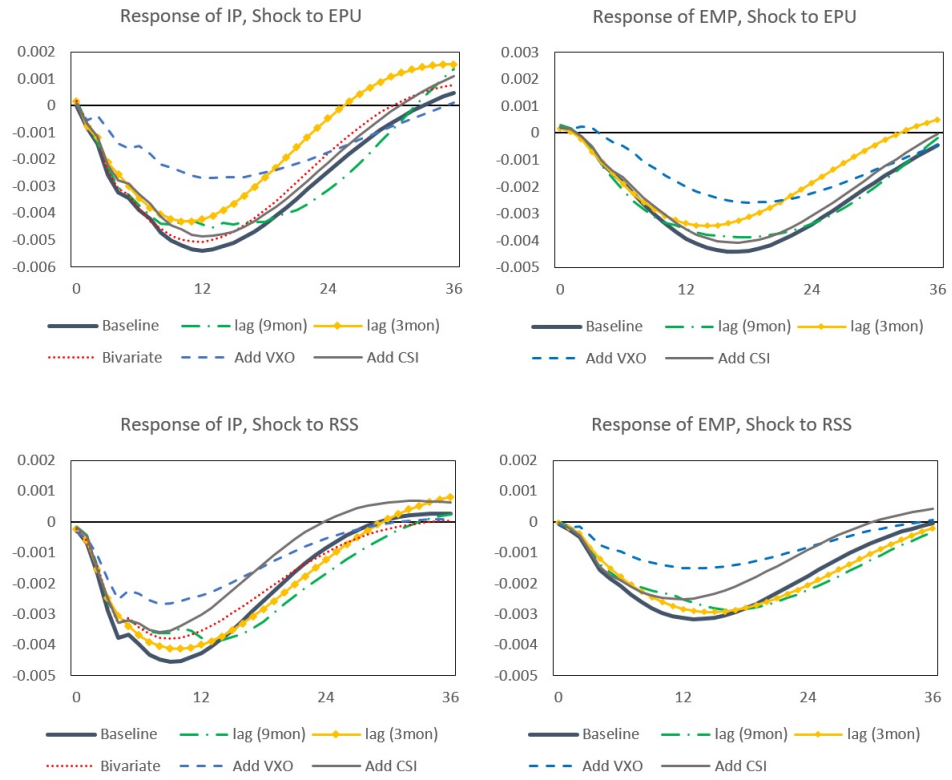 Response of IP, Shock to EPU
0.002
0.001
0
-0.001
-0.002
-0.003
-0.004
-0.005
-0.006
0 12 24 36
Baseline lag (9mon) lag (3mon)
Bivariate Add VXO Add CSI
Response of EMP, Shock to EPU
0.003
0.002
0.001
0
-0.001
-0.002
-0.003
-0.004
-0.005
0 12 24 36
Baseline lag (9mon) lag (3mon)
Add VXO Add CSI
Response of IP, Shock to RSS
0.002
0.001
0
-0.001
-0.002
-0.003
-0.004
-0.005
0 12 24 36
Baseline lag (9mon) lag (3mon)
Bivariate Add VXO Add CSI
Response of EMP, Shock to RSS
0.002
0.001
0
-0.001
-0.002
-0.003
-0.004
-0.005
0 12 24 36
Baseline lag (9mon) lag (3mon)
Add VXO Add CSI